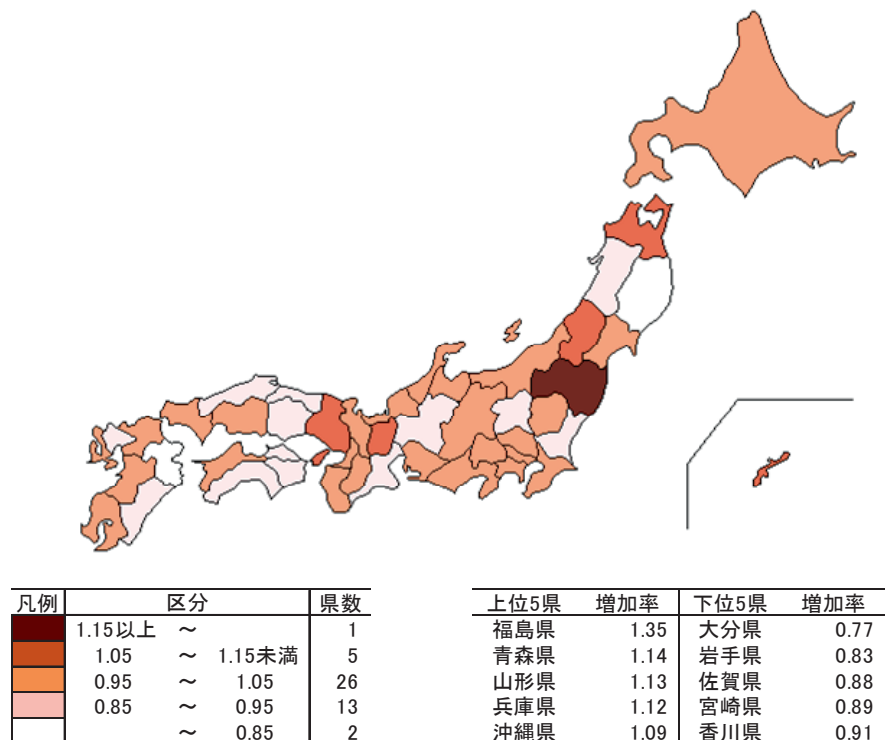 凡例 区分 県数
1.15以上 ～ 1
1.05 ～ 1.15未満 5
0.95 ～ 1.05 26
0.85 ～ 0.95 13
～ 0.85 2
上位5県 増加率 下位5県 増加率
福島県 1.35 大分県 0.77
青森県 1.14 岩手県 0.83
山形県 1.13 佐賀県 0.88
兵庫県 1.12 宮崎県 0.89
沖縄県 1.09 香川県 0.91